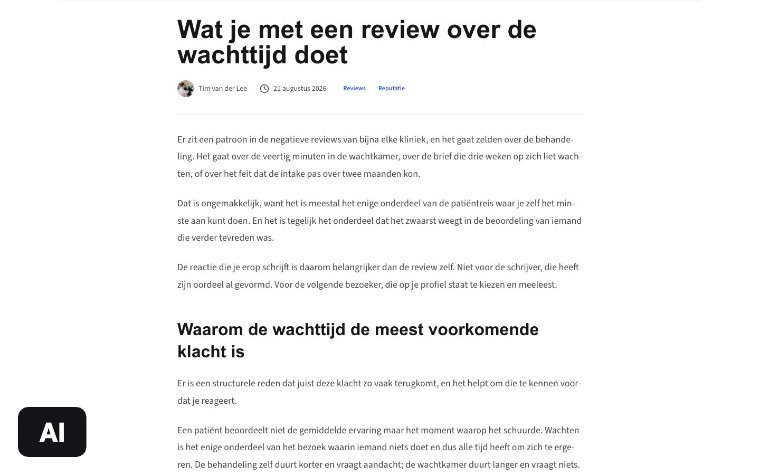 Wat je met een review over de
wachttijd doet
Tim van der Lee 21 augustus 2026 Reviews Reputatie
Er zit een patroon in de negatieve reviews van bijna elke kliniek, en het gaat zelden over de behande-
ling. Het gaat over de veertig minuten in de wachtkamer, over de brief die drie weken op zich liet wach-
ten, of over het feit dat de intake pas over twee maanden kon.
Dat is ongemakkelijk, want het is meestal het enige onderdeel van de patiëntreis waar je zelf het min-
ste aan kunt doen. En het is tegelijk het onderdeel dat het zwaarst weegt in de beoordeling van iemand
die verder tevreden was.
De reactie die je erop schrijft is daarom belangrijker dan de review zelf. Niet voor de schrijver, die heeft
zijn oordeel al gevormd. Voor de volgende bezoeker, die op je profiel staat te kiezen en meeleest.
Waarom de wachttijd de meest voorkomende
klacht is
Er is een structurele reden dat juist deze klacht zo vaak terugkomt, en het helpt om die te kennen voor-
dat je reageert.
Een patiënt beoordeelt niet de gemiddelde ervaring maar het moment waarop het schuurde. Wachten
is het enige onderdeel van het bezoek waarin iemand niets doet en dus alle tijd heeft om zich te erge-
ren. De behandeling zelf duurt korter en vraagt aandacht; de wachtkamer duurt langer en vraagt niets.
AI